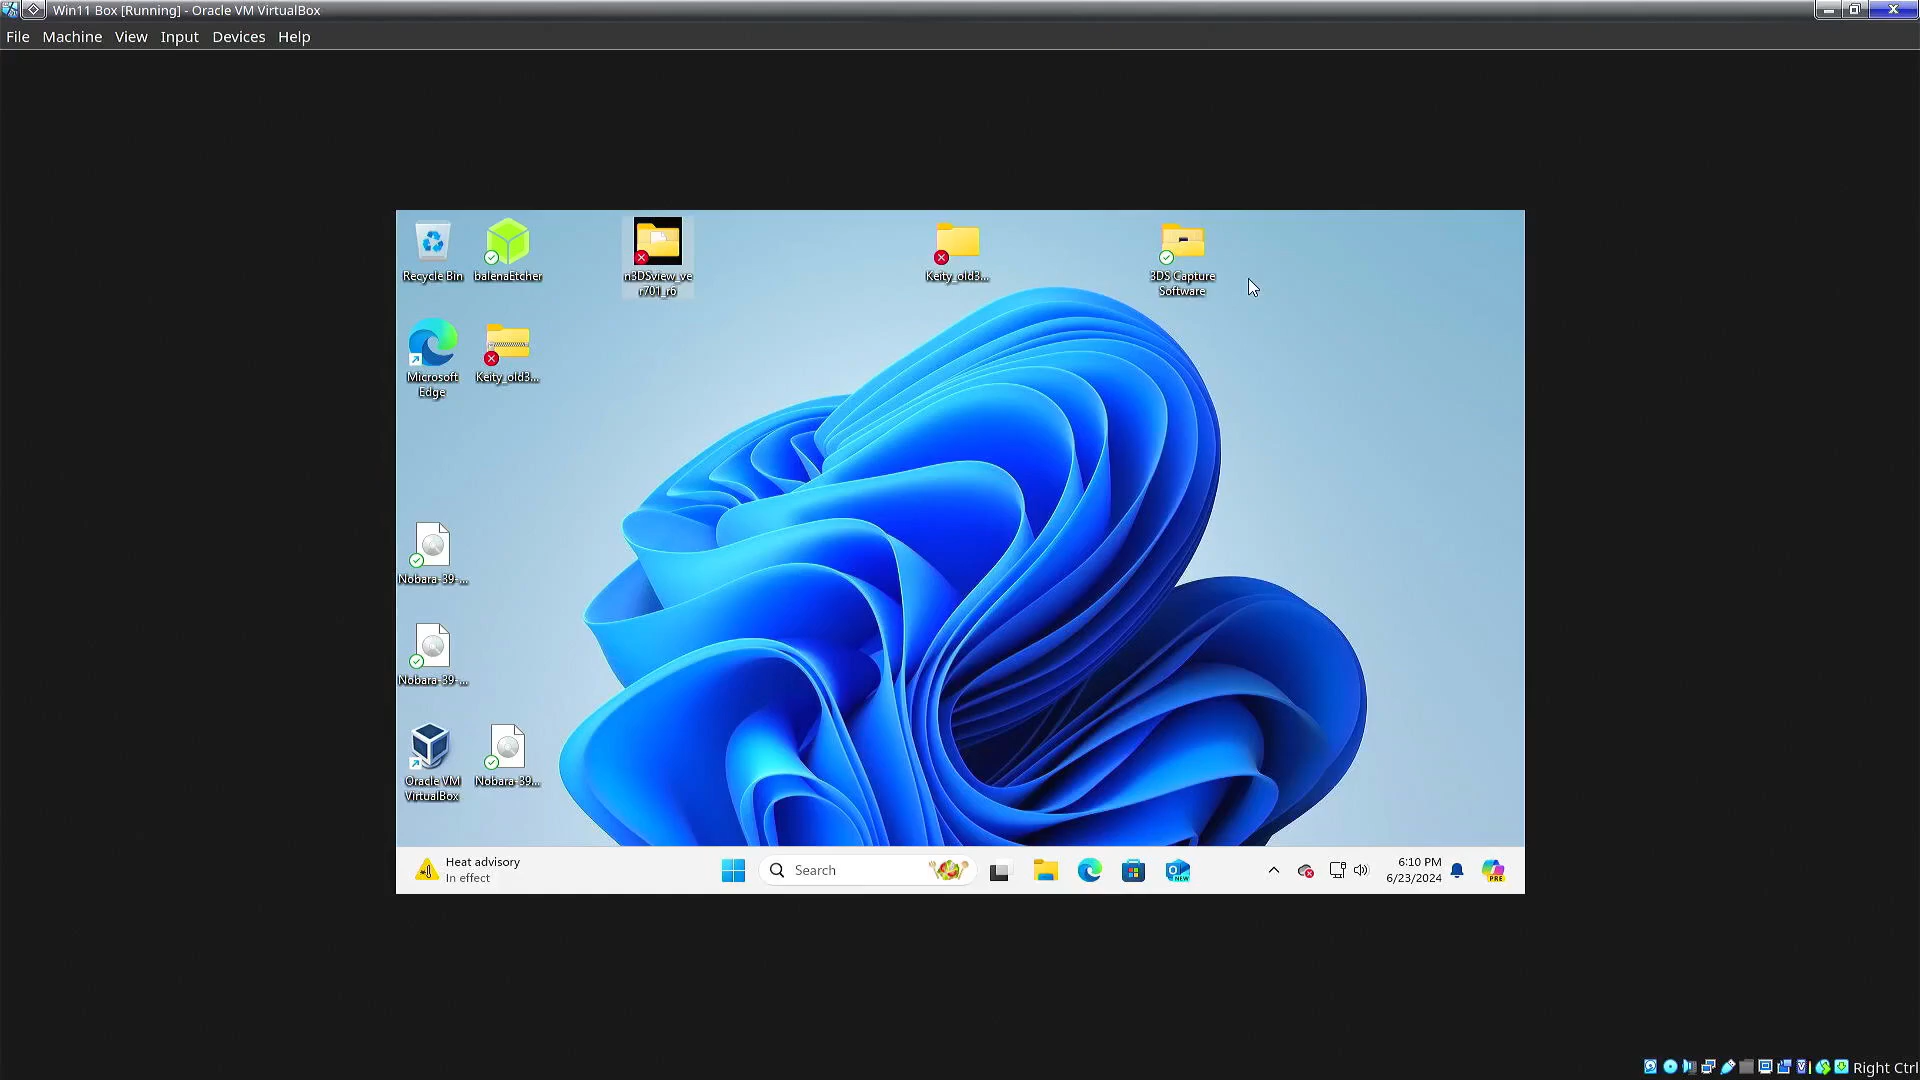 Win11 Box [Running] - Oracle VM VirtualBox
File Machine View Input Devices Help
Recycle Bin
balenaEtcher
n3DSview_ve
r701_r6
Keity_old3...
3DS Capture
Software
Microsoft
Edge
Keity_old3...
Nobara-39-...
Nobara-39-...
Oracle VM
VirtualBox
Nobara-39...
Heat advisory
In effect
Search
NEW
6:10 PM
6/23/2024
PRE
Right Ctrl